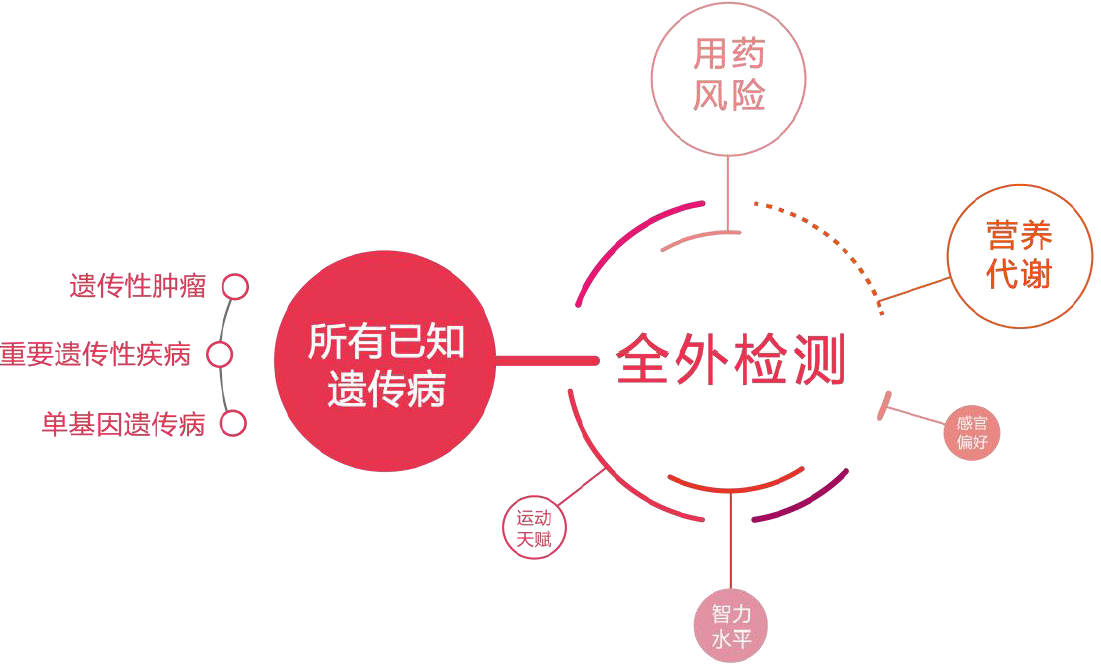 用药
风险
营养
代谢
遗传性肿瘤
重要遗传性疾病
单基因遗传病
所有已知
遗传病
全外检测
感官
偏好
运动
天赋
智力
水平